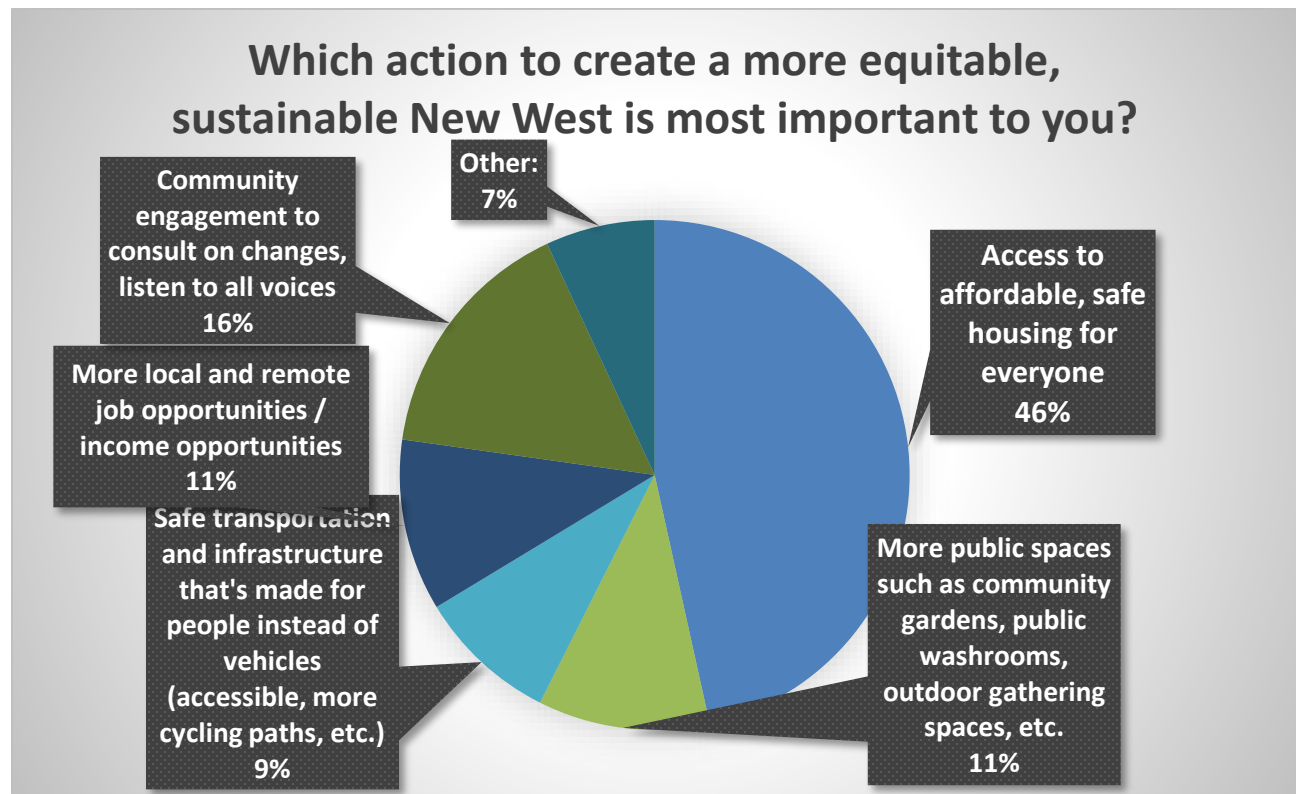 Which action to create a more equitable,
sustainable New West is most important to you?
Other:
7%
Community
engagement to
consult on changes,
listen to all voices
16%
Access to
affordable, safe
housing for
everyone
46%
More local and remote
job opportunities /
income opportunities
11%
Safe transportation
and infrastructure
that's made for
people instead of
vehicles
(accessible, more
cycling paths, etc.)
9%
More public spaces
such as community
gardens, public
washrooms,
outdoor gathering
spaces, etc.
11%